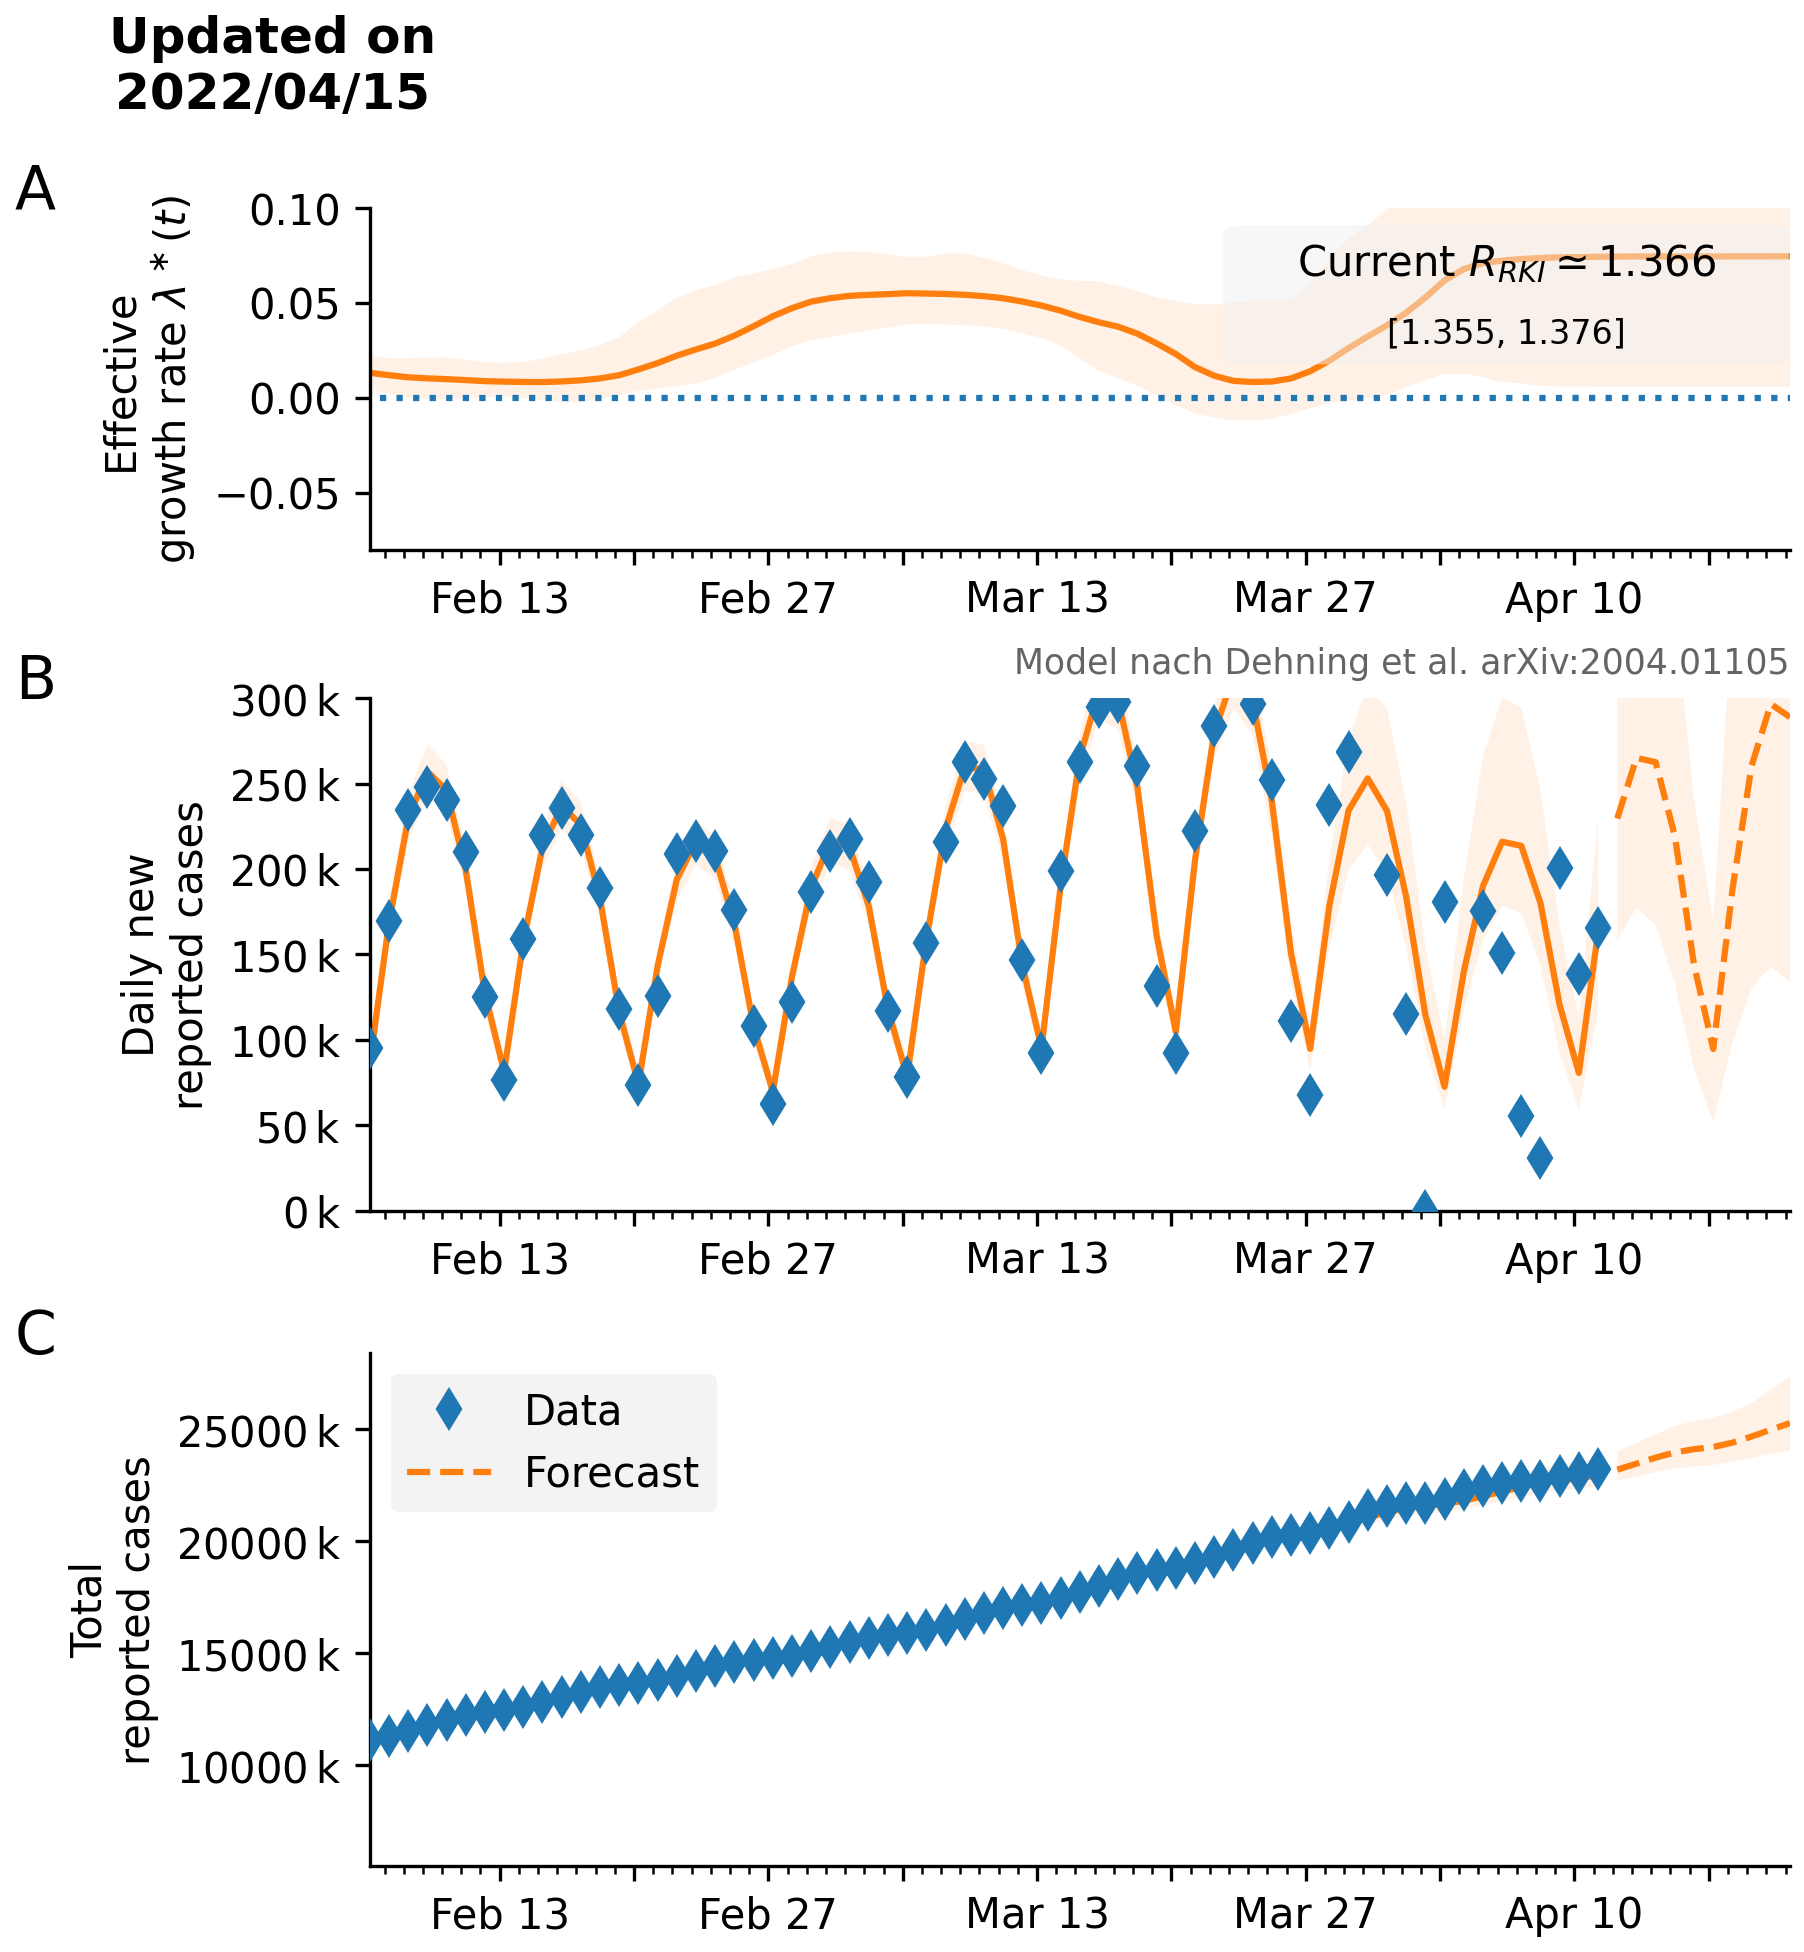 Updated on
2022/04/15
A
Effective
growth rate λ * (t)
0.10
0.05
0.00
−0.05
Current R_RKI ≃ 1.366
[1.355, 1.376]
Feb 13 Feb 27 Mar 13 Mar 27 Apr 10
B
Model nach Dehning et al. arXiv:2004.01105
Daily new
reported cases
300 k
250 k
200 k
150 k
100 k
50 k
0 k
Feb 13 Feb 27 Mar 13 Mar 27 Apr 10
C
Total
reported cases
25000 k
20000 k
15000 k
10000 k
Data
Forecast
Feb 13 Feb 27 Mar 13 Mar 27 Apr 10